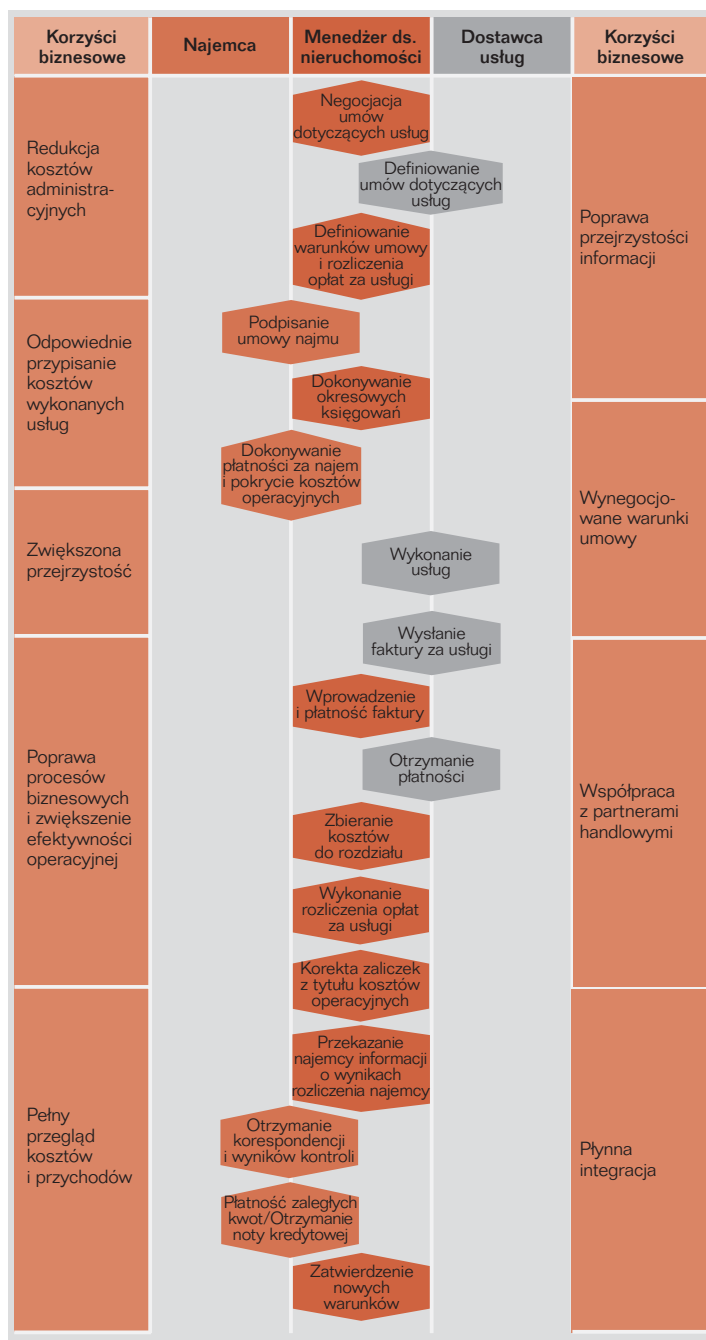 Korzyści
biznesowe
Najemca
Menedżer ds.
nieruchomości
Dostawca
usług
Korzyści
biznesowe
Redukcja
kosztów
administra-
cyjnych
Odpowiednie
przypisanie
kosztów
wykonanych
usług
Zwiększona
przejrzystość
Poprawa
procesów
biznesowych
i zwiększenie
efektywności
operacyjnej
Pełny
przegląd
kosztów
i przychodów
Negocjacja
umów
dotyczących usług
Definiowanie
umów dotyczących
usług
Definiowanie
warunków umowy
i rozliczenia
opłat za usługi
Podpisanie
umowy najmu
Dokonywanie
okresowych
księgowań
Dokonywanie
płatności za najem
i pokrycie kosztów
operacyjnych
Wykonanie
usług
Wysłanie
faktury za usługi
Wprowadzenie
i płatność faktury
Otrzymanie
płatności
Zbieranie
kosztów
do rozdziału
Wykonanie
rozliczenia opłat
za usługi
Korekta zaliczek
z tytułu kosztów
operacyjnych
Przekazanie
najemcy informacji
o wynikach
rozliczenia najemcy
Otrzymanie
korespondencji
i wyników kontroli
Płatność zaległych
kwot/Otrzymanie
noty kredytowej
Zatwierdzenie
nowych
warunków
Poprawa
przejrzystości
informacji
Wynegocjo-
wane warunki
umowy
Współpraca
z partnerami
handlowymi
Płynna
integracja